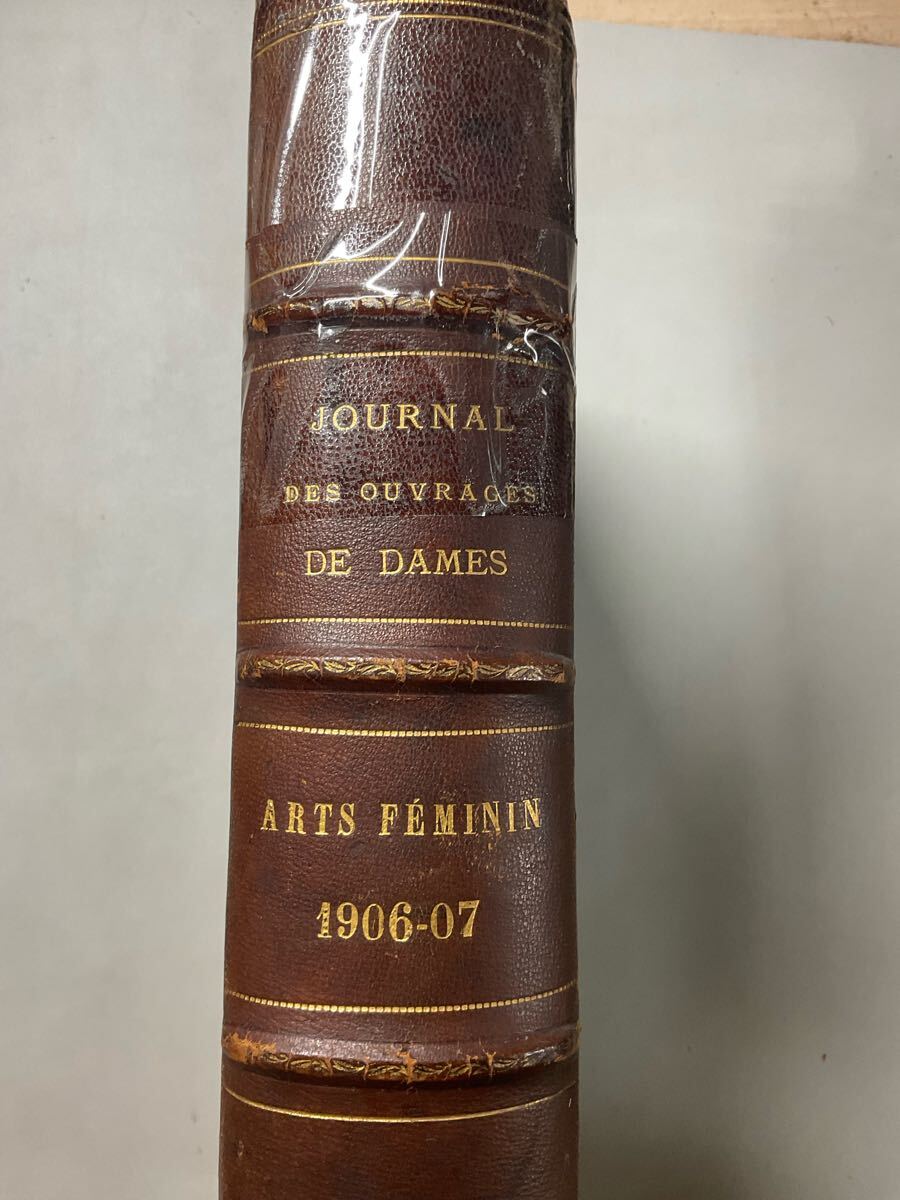 JOURNAL
DES OUVRAGES
DE DAMES
ARTS FÉMININ
1906-07